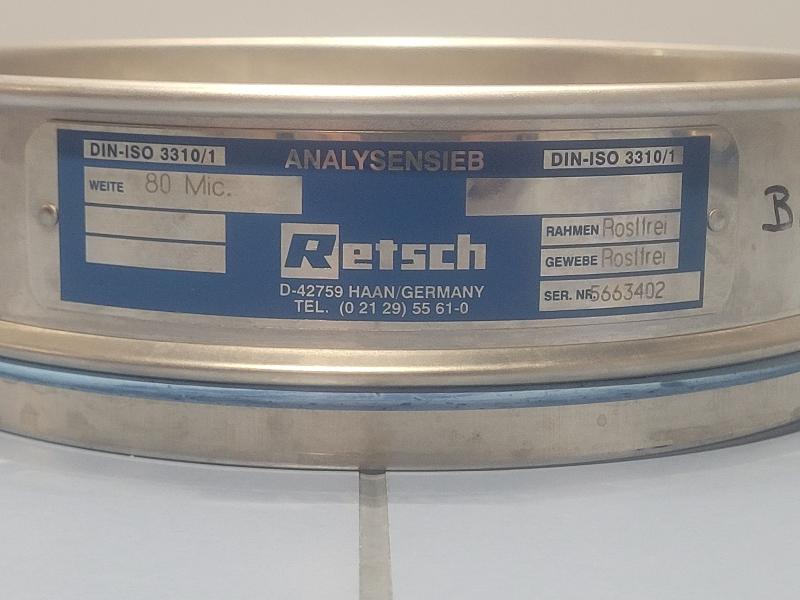 DIN-ISO 3310/1 ANALYSENSIEB DIN-ISO 3310/1
WEITE 80 Mic.
RAHMEN Rostfrei
Retsch
GEWEBE Rostfrei
D-42759 HAAN/GERMANY
SER. NR. 5663402
TEL. (0 21 29) 55 61-0